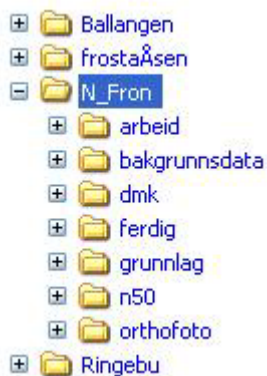 Ballangen
frostaÅsen
N_Fron
arbeid
bakgrunnsdata
dmk
ferdig
grunnlag
n50
orthofoto
Ringebu